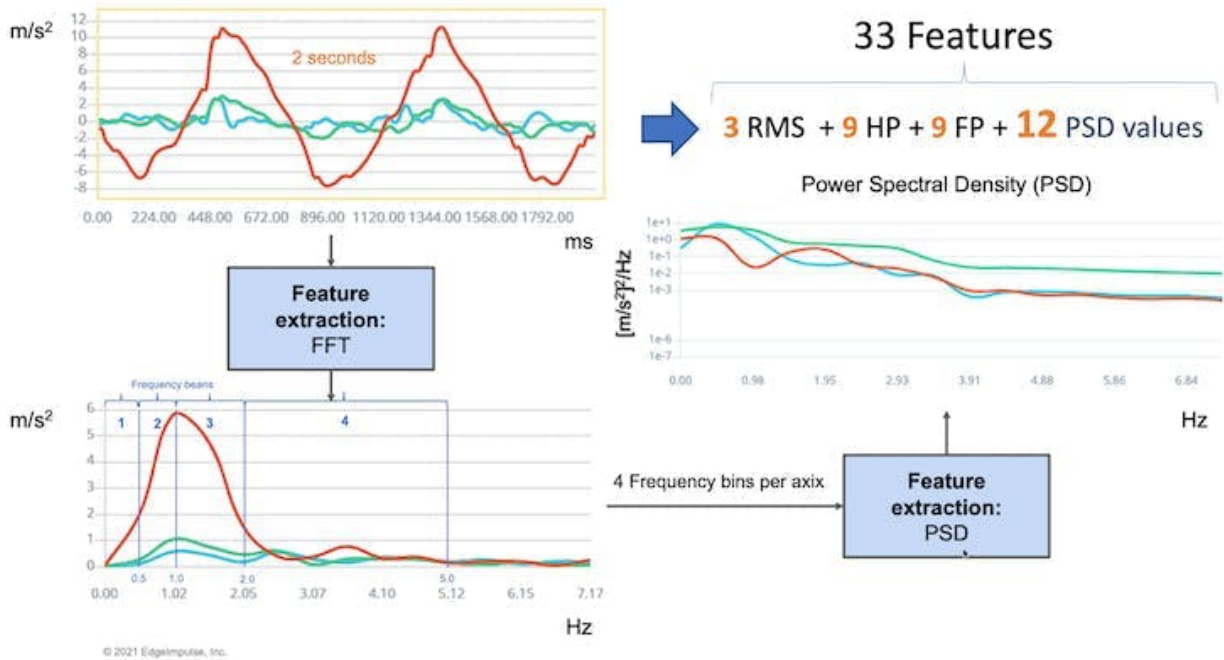 m/s²
12
10
8
6
4
2
0
-2
-4
-6
-8
2 seconds
0.00 224.00 448.00 672.00 896.00 1120.00 1344.00 1568.00 1792.00
ms
33 Features
3 RMS + 9 HP + 9 FP + 12 PSD values
Power Spectral Density (PSD)
[m/s²]²/Hz
1e+1
1e+0
1e-1
1e-2
1e-3
1e-6
1e-7
0.00 0.98 1.95 2.93 3.91 4.88 5.86 6.84
Hz
Feature
extraction:
FFT
Frequency beans
m/s²
6
5
4
3
2
1
0
1 2 3 4
0.5 1.0 2.0 5.0
0.00 1.02 2.05 3.07 4.10 5.12 6.15 7.17
Hz
4 Frequency bins per axix
Feature
extraction:
PSD
© 2021 EdgeImpulse, Inc.